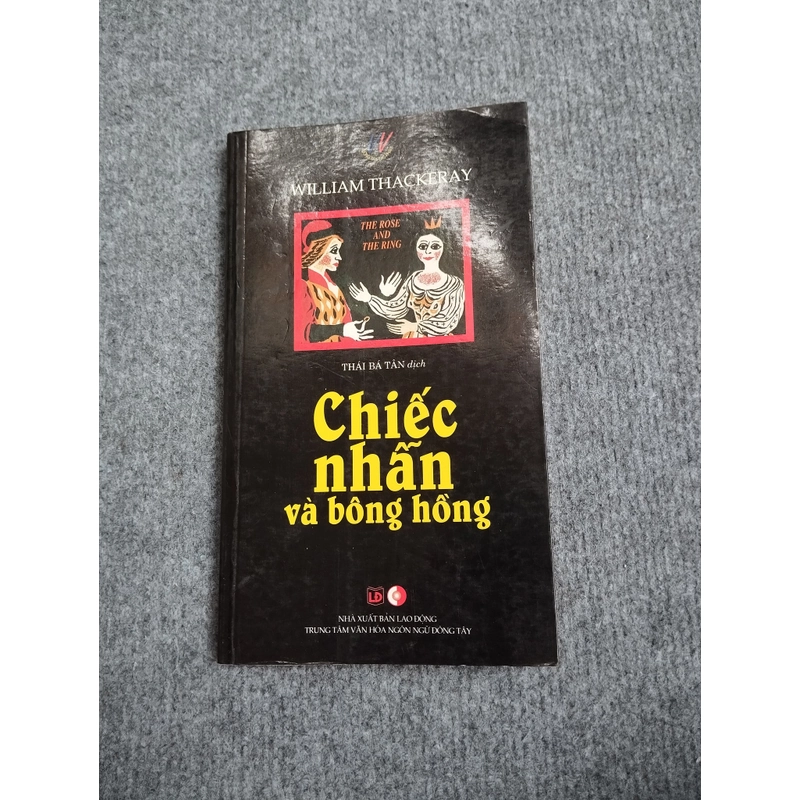 WILLIAM THACKERAY
THE ROSE
AND
THE RING
THÁI BÁ TÂN dịch
Chiếc
nhẫn
và bông hồng
LĐ
NHÀ XUẤT BẢN LAO ĐỘNG
TRUNG TÂM VĂN HÓA NGÔN NGỮ ĐÔNG TÂY